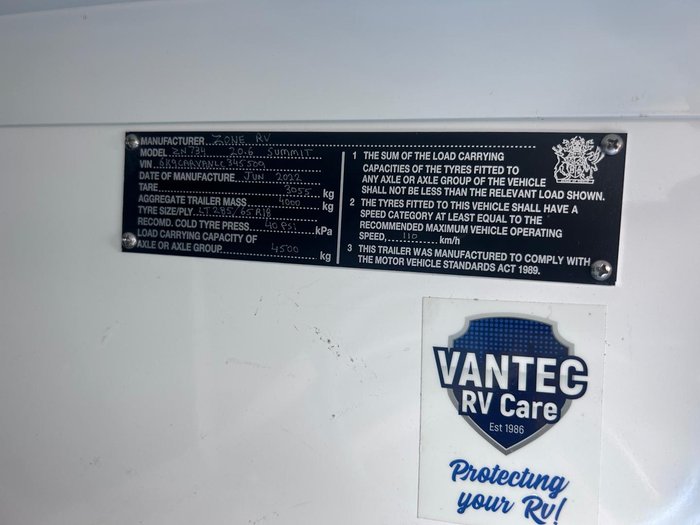 MANUFACTURER ZONE RV
MODEL ZN734 20.6 SUMMIT
VIN
DATE OF MANUFACTURE JUN 2022
TARE 3055 kg
AGGREGATE TRAILER MASS 4000 kg
TYRE SIZE/PLY LT285/65R18
RECOMD. COLD TYRE PRESS. 40 PSI kPa
LOAD CARRYING CAPACITY OF
AXLE OR AXLE GROUP 4500 kg
1 THE SUM OF THE LOAD CARRYING
CAPACITIES OF THE TYRES FITTED TO
ANY AXLE OR AXLE GROUP OF THE VEHICLE
SHALL NOT BE LESS THAN THE RELEVANT LOAD SHOWN.
2 THE TYRES FITTED TO THIS VEHICLE SHALL HAVE A
SPEED CATEGORY AT LEAST EQUAL TO THE
RECOMMENDED MAXIMUM VEHICLE OPERATING
SPEED, 110 km/h
3 THIS TRAILER WAS MANUFACTURED TO COMPLY WITH
THE MOTOR VEHICLE STANDARDS ACT 1989.
VANTEC
RV Care
Est 1986
Protecting
your Rv!